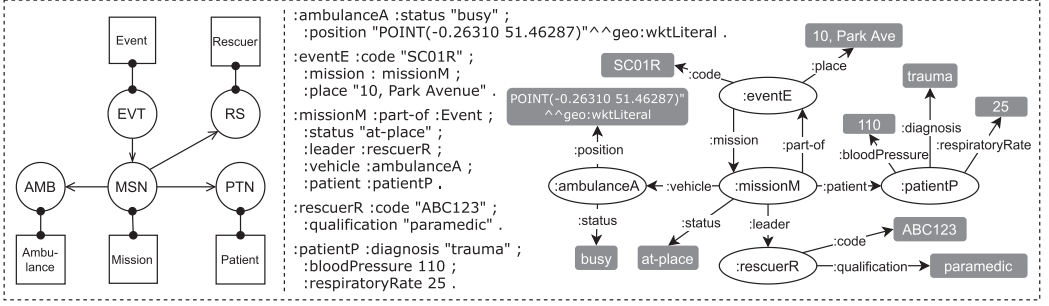 Event
Rescuer
EVT
RS
AMB
MSN
PTN
Ambu-
lance
Mission
Patient
:ambulanceA :status "busy" ;
:position "POINT(-0.26310 51.46287)"^^geo:wktLiteral .
:eventE :code "SC01R" ;
:mission : missionM ;
:place "10, Park Avenue" .
:missionM :part-of :Event ;
:status "at-place" ;
:leader :rescuerR ;
:vehicle :ambulanceA ;
:patient :patientP .
:rescuerR :code "ABC123" ;
:qualification "paramedic" .
:patientP :diagnosis "trauma" ;
:bloodPressure 110 ;
:respiratoryRate 25 .
10, Park Ave
SC01R
:code
:place
trauma
POINT(-0.26310 51.46287)"
^^geo:wktLiteral
:eventE
110
25
:diagnosis
:respiratoryRate
:position
:mission
:part-of
:bloodPressure
:ambulanceA
:vehicle
:missionM
:patient
:patientP
:status
:status
:leader
:code
ABC123
busy
at-place
:rescuerR
:qualification
paramedic